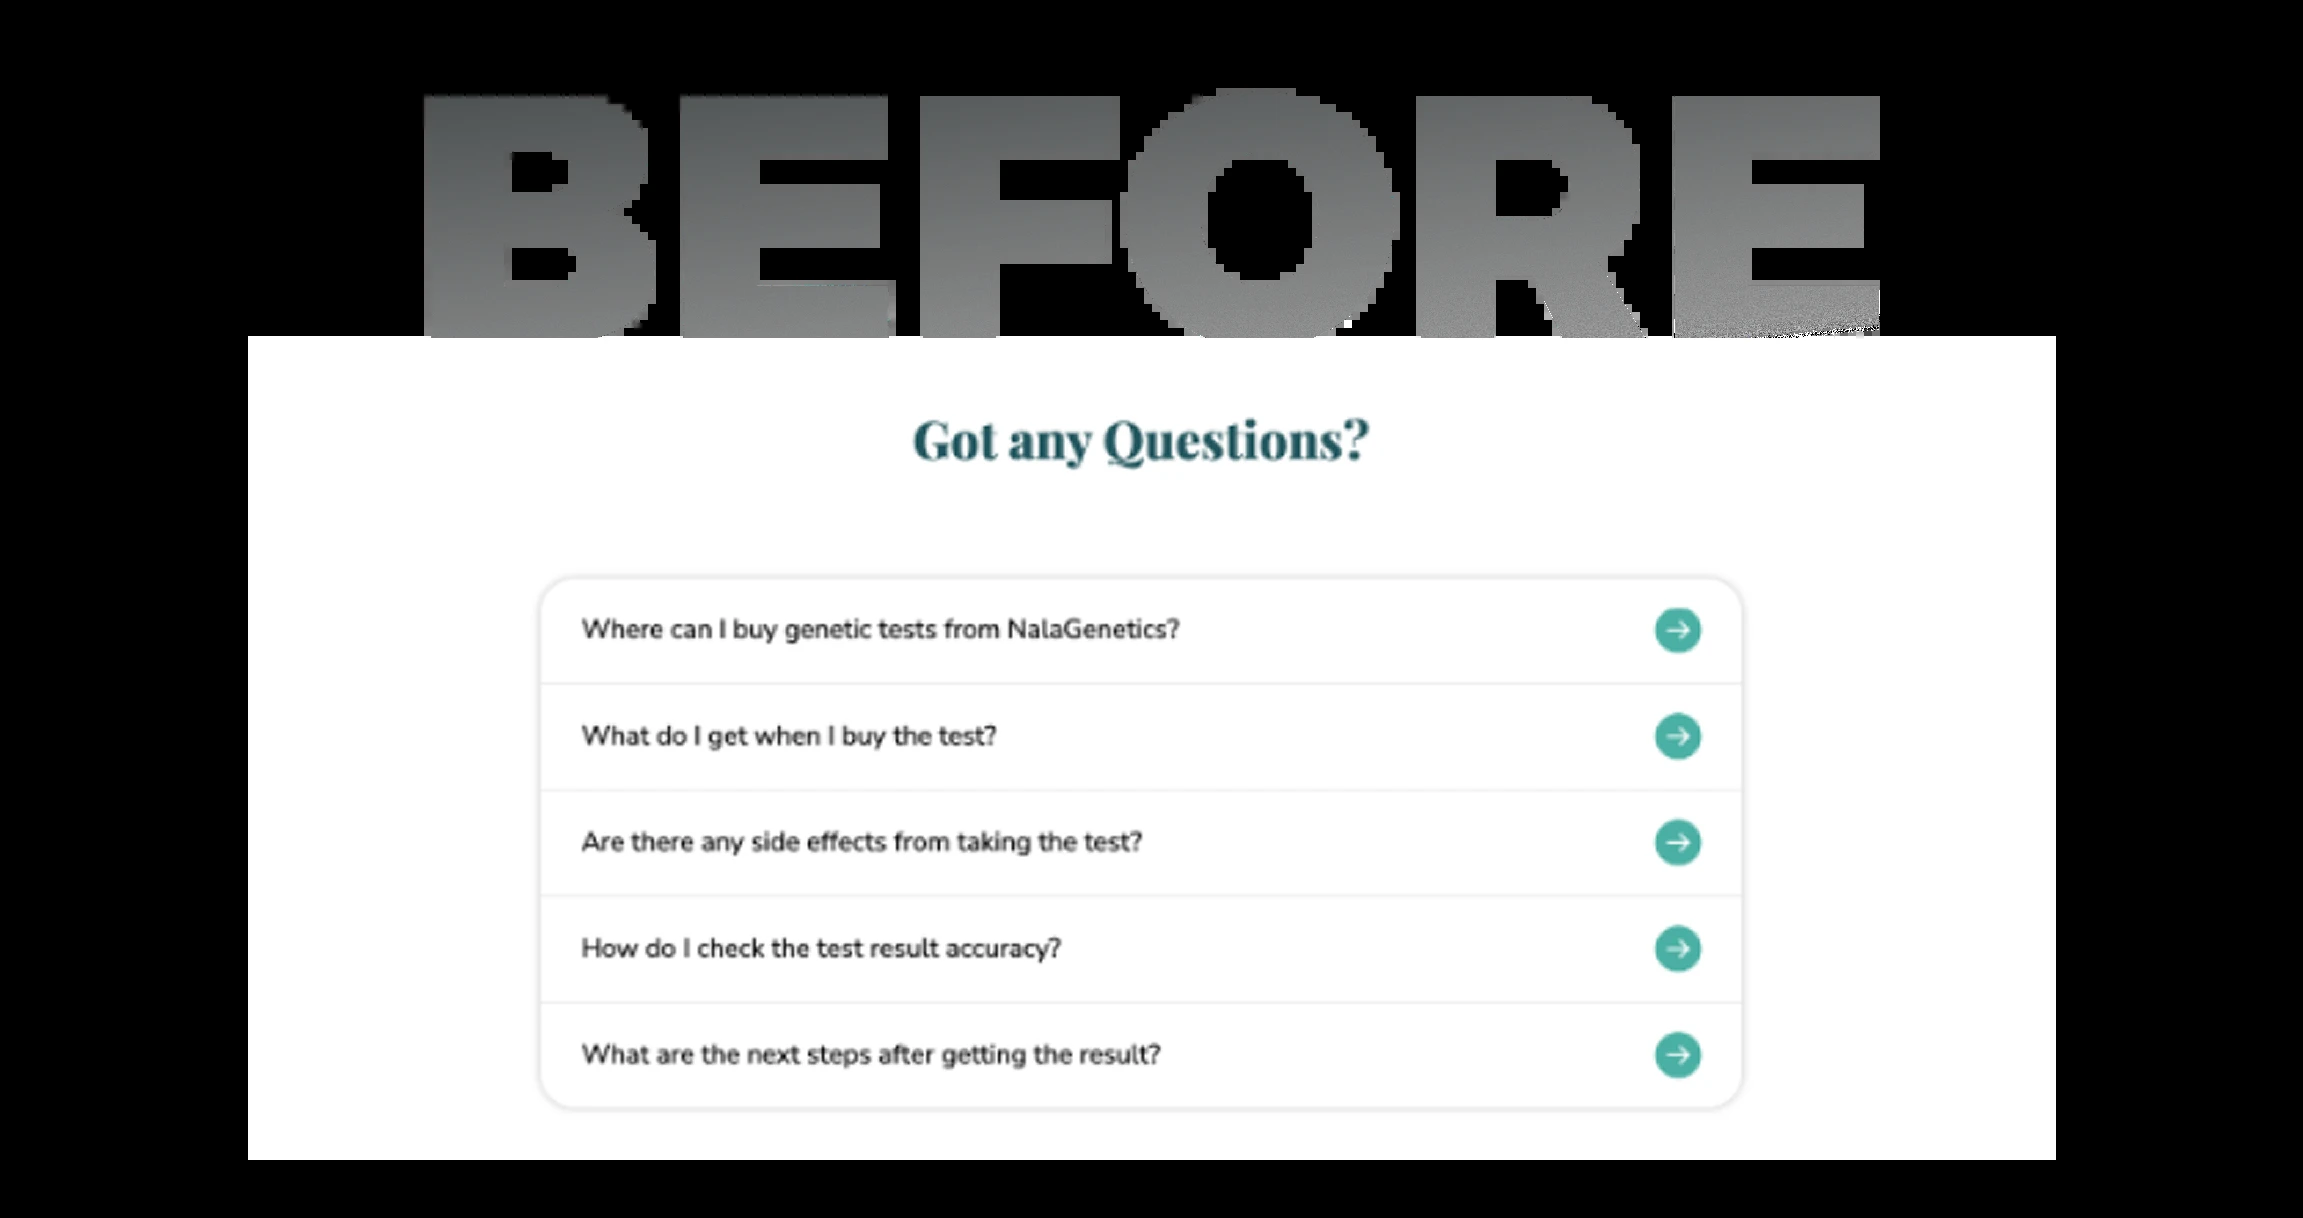 BEFORE
Got any Questions?
Where can I buy genetic tests from NalaGenetics?
What do I get when I buy the test?
Are there any side effects from taking the test?
How do I check the test result accuracy?
What are the next steps after getting the result?